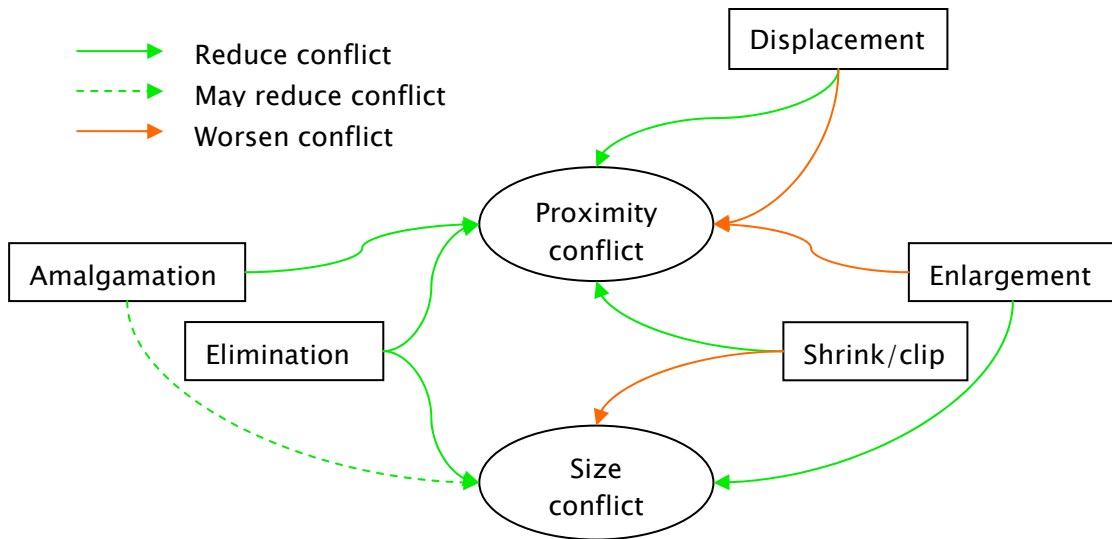 Displacement
Reduce conflict
May reduce conflict
Worsen conflict
Proximity
conflict
Amalgamation
Enlargement
Elimination
Shrink/clip
Size
conflict